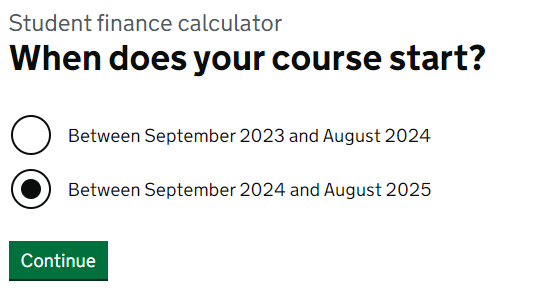 Student finance calculator
When does your course start?
Between September 2023 and August 2024
Between September 2024 and August 2025
Continue